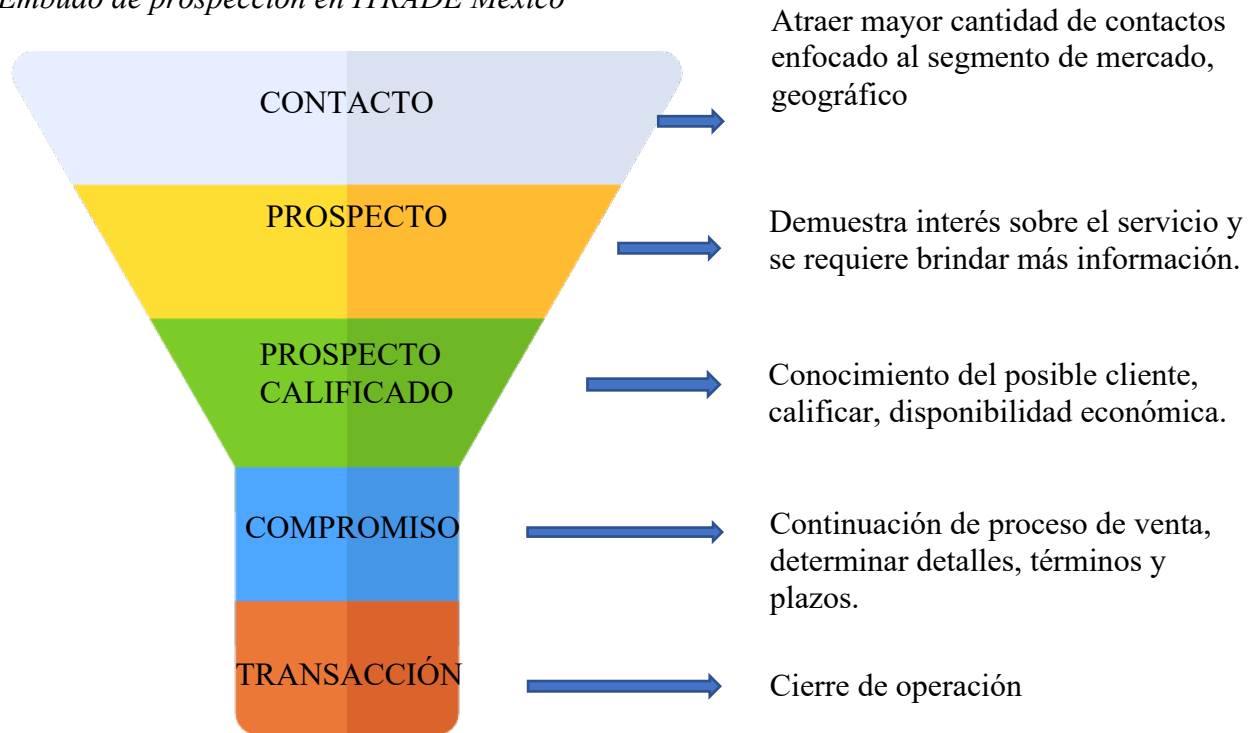 Embudo de prospección en ITRADE México
CONTACTO
Atraer mayor cantidad de contactos
enfocado al segmento de mercado,
geográfico
PROSPECTO
Demuestra interés sobre el servicio y
se requiere brindar más información.
PROSPECTO
CALIFICADO
Conocimiento del posible cliente,
calificar, disponibilidad económica.
COMPROMISO
Continuación de proceso de venta,
determinar detalles, términos y
plazos.
TRANSACCIÓN
Cierre de operación